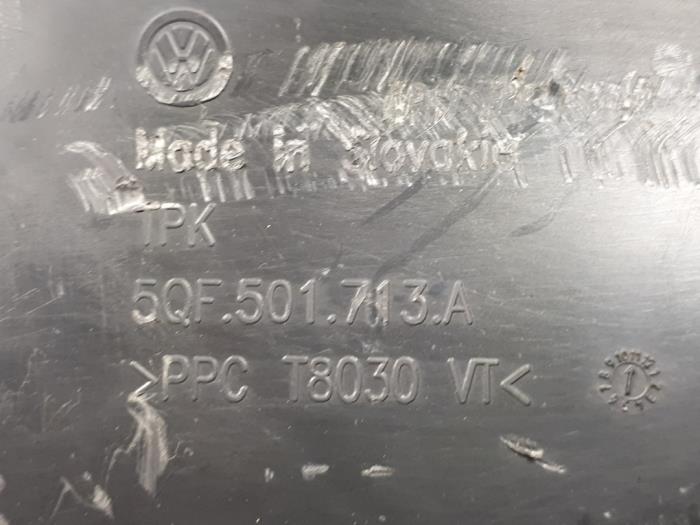 Made in Slovakia
TPK
5QF.501.713.A
>PPC T8030 VT<